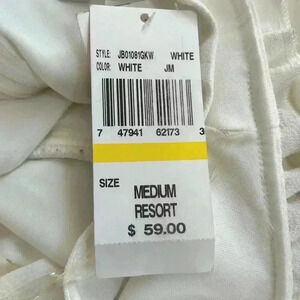 STYLE: JB01081GKW WHITE
COLOR: WHITE JM
7 47941 62173 3
SIZE
MEDIUM
RESORT
$ 59.00